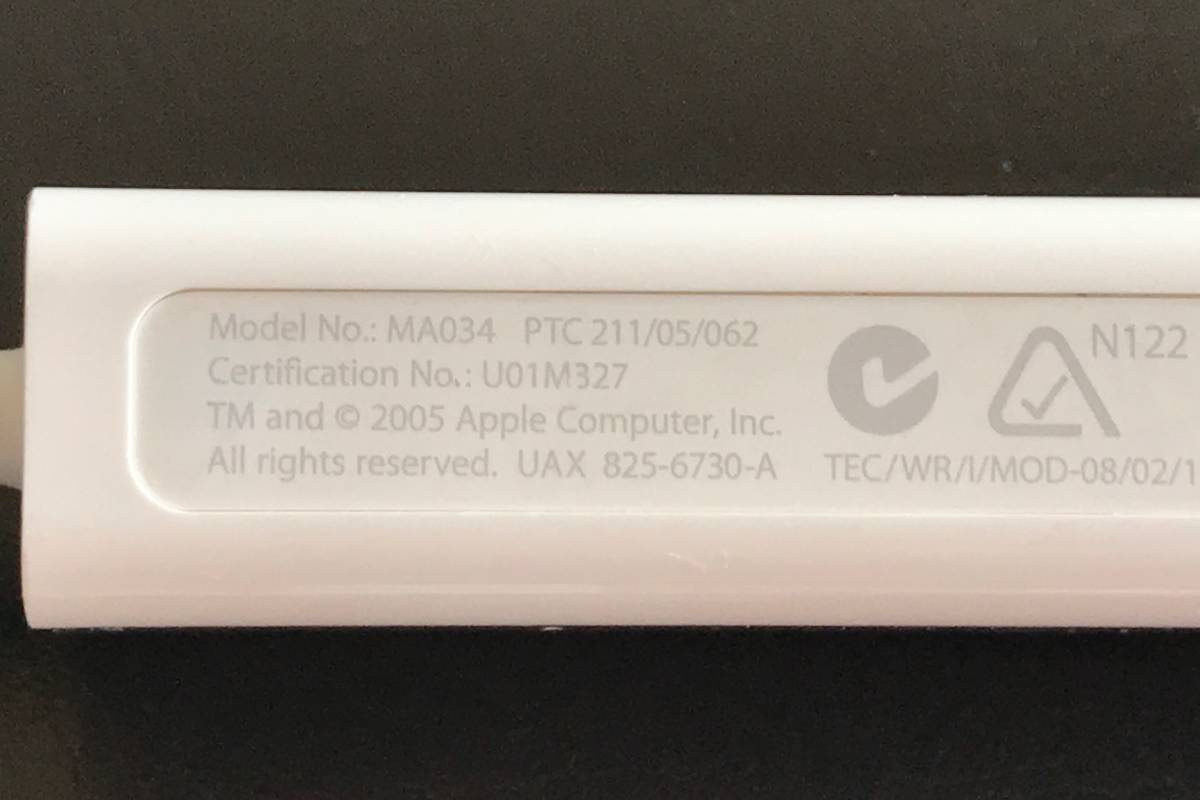 Model No.: MA034 PTC 211/05/062
Certification No.: U01M327
TM and © 2005 Apple Computer, Inc.
All rights reserved. UAX 825-6730-A
N122
TEC/WR/I/MOD-08/02/1